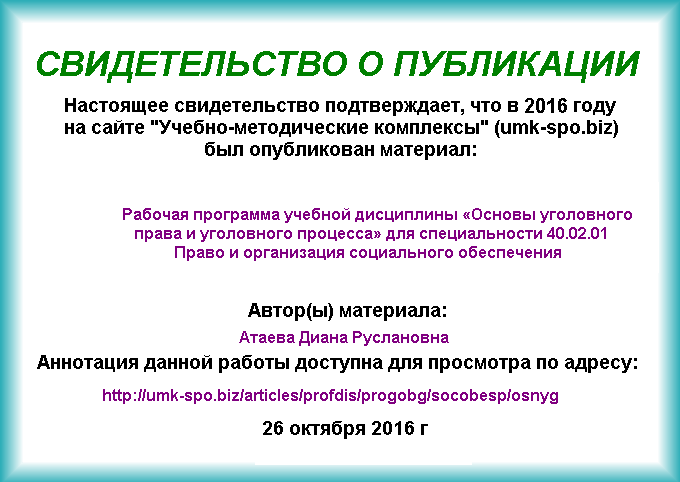 СВИДЕТЕЛЬСТВО О ПУБЛИКАЦИИ
Настоящее свидетельство подтверждает, что в 2016 году
на сайте "Учебно-методические комплексы" (umk-spo.biz)
был опубликован материал:
Рабочая программа учебной дисциплины «Основы уголовного
права и уголовного процесса» для специальности 40.02.01
Право и организация социального обеспечения
Автор(ы) материала:
Атаева Диана Руслановна
Аннотация данной работы доступна для просмотра по адресу:
http://umk-spo.biz/articles/profdis/progobg/socobesp/osnyg
26 октября 2016 г